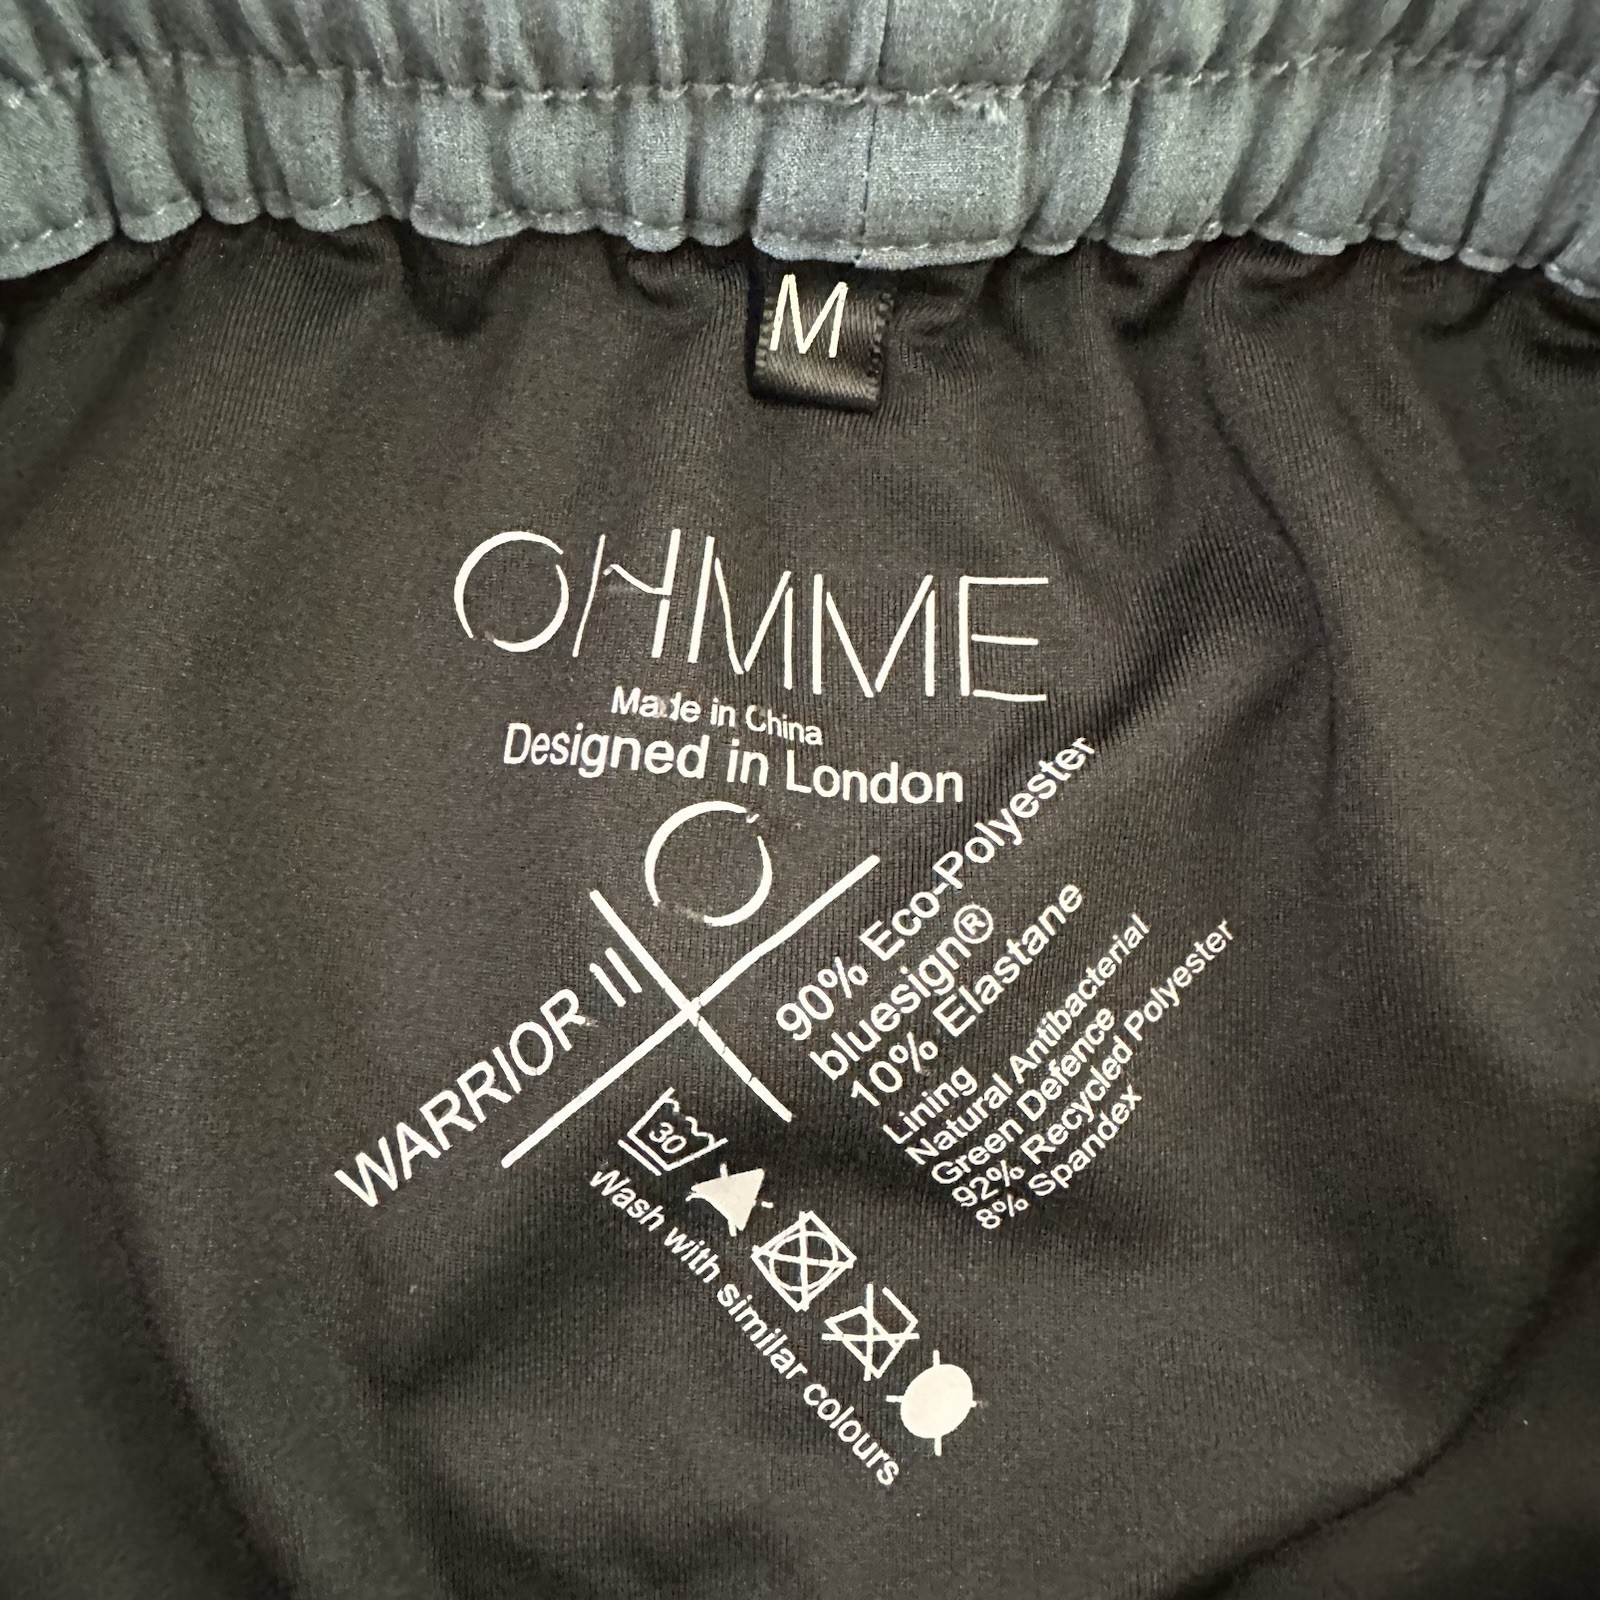 M
OHMME
Made in China
Designed in London
WARRIOR II
90% Eco-Polyester
bluesign®
10% Elastane
Lining
Natural Antibacterial
Green Defence
92% Recycled Polyester
8% Spandex
30
Wash with similar colours